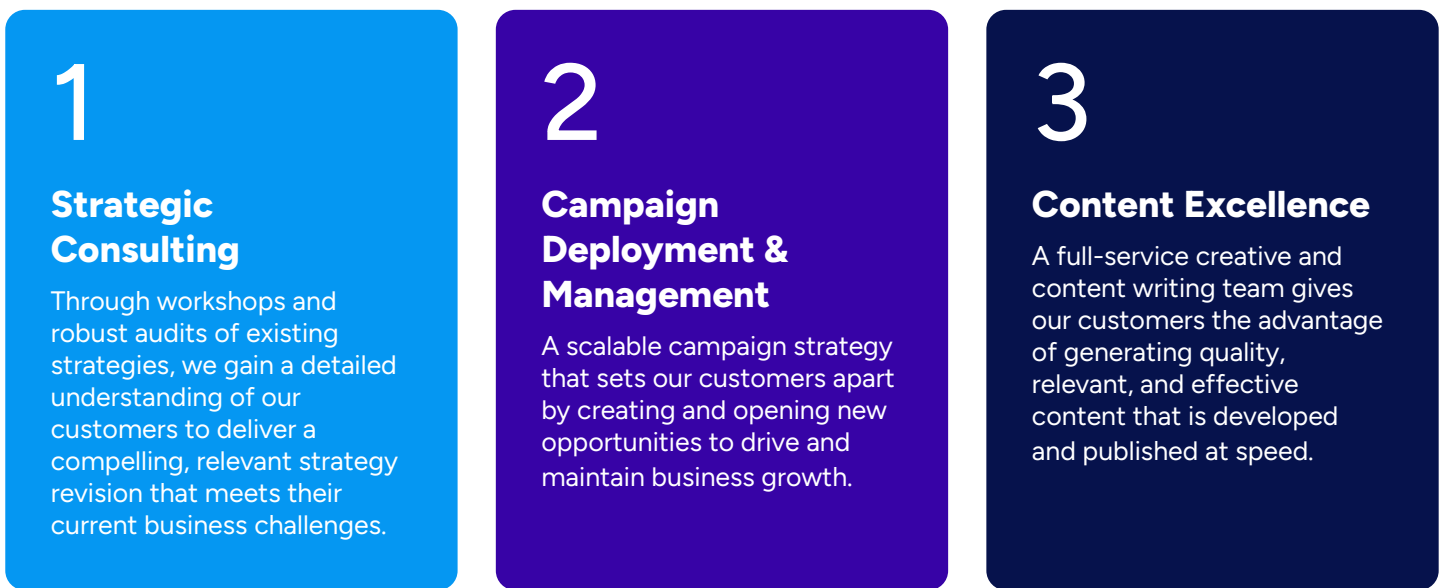 1
Strategic
Consulting
Through workshops and
robust audits of existing
strategies, we gain a detailed
understanding of our
customers to deliver a
compelling, relevant strategy
revision that meets their
current business challenges.
2
Campaign
Deployment &
Management
A scalable campaign strategy
that sets our customers apart
by creating and opening new
opportunities to drive and
maintain business growth.
3
Content Excellence
A full-service creative and
content writing team gives
our customers the advantage
of generating quality,
relevant, and effective
content that is developed
and published at speed.